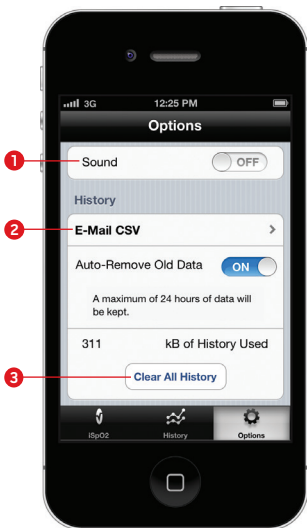 3G 12:25 PM
Options
1 Sound OFF
History
2 E-Mail CSV
Auto-Remove Old Data ON
A maximum of 24 hours of data will
be kept.
311 kB of History Used
3 Clear All History
iSpO2 History Options